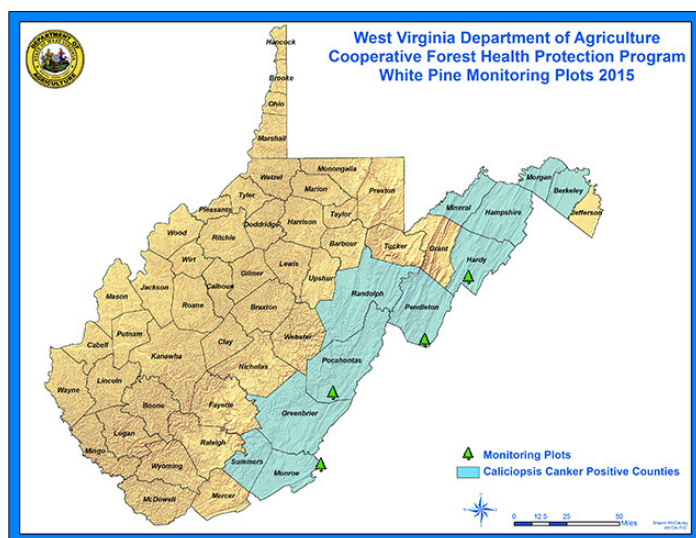 West Virginia Department of Agriculture
Cooperative Forest Health Protection Program
White Pine Monitoring Plots 2015
Hancock
Brooke
Ohio
Marshall
Wetzel
Monongalia
Marion
Preston
Morgan
Berkeley
Jefferson
Mineral
Hampshire
Tyler
Pleasants
Doddridge
Harrison
Taylor
Wood
Ritchie
Barbour
Tucker
Grant
Hardy
Wirt
Lewis
Upshur
Gilmer
Calhoun
Jackson
Randolph
Pendleton
Mason
Roane
Braxton
Putnam
Webster
Cabell
Clay
Kanawha
Pocahontas
Nicholas
Wayne
Lincoln
Boone
Fayette
Greenbrier
Logan
Raleigh
Mingo
Summers
Wyoming
Monroe
Mercer
McDowell
Monitoring Plots
Caliciopsis Canker Positive Counties
0 12.5 25 50
Miles